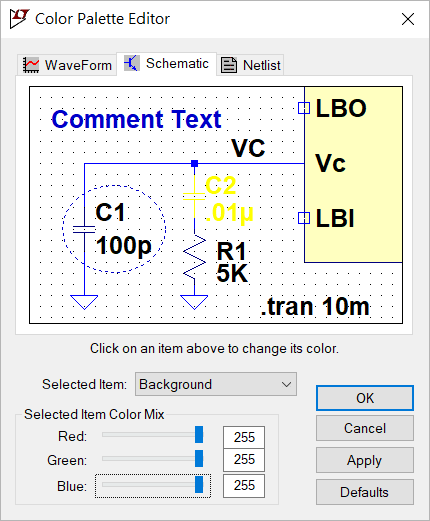 Color Palette Editor
WaveForm
Schematic
Netlist
Comment Text
LBO
VC
Vc
C2
.01µ
C1
100p
LBI
R1
5K
.tran 10m
Click on an item above to change its color.
Selected Item: Background
Selected Item Color Mix
Red: 255
Green: 255
Blue: 255
OK
Cancel
Apply
Defaults